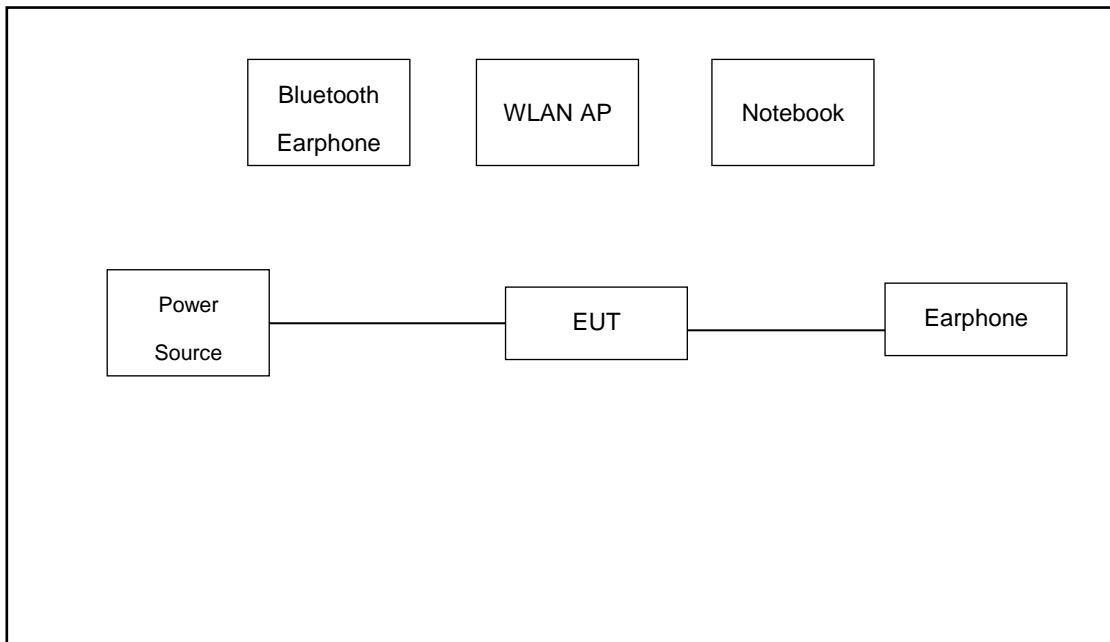 Bluetooth
Earphone
WLAN AP
Notebook
Power
Source
EUT
Earphone